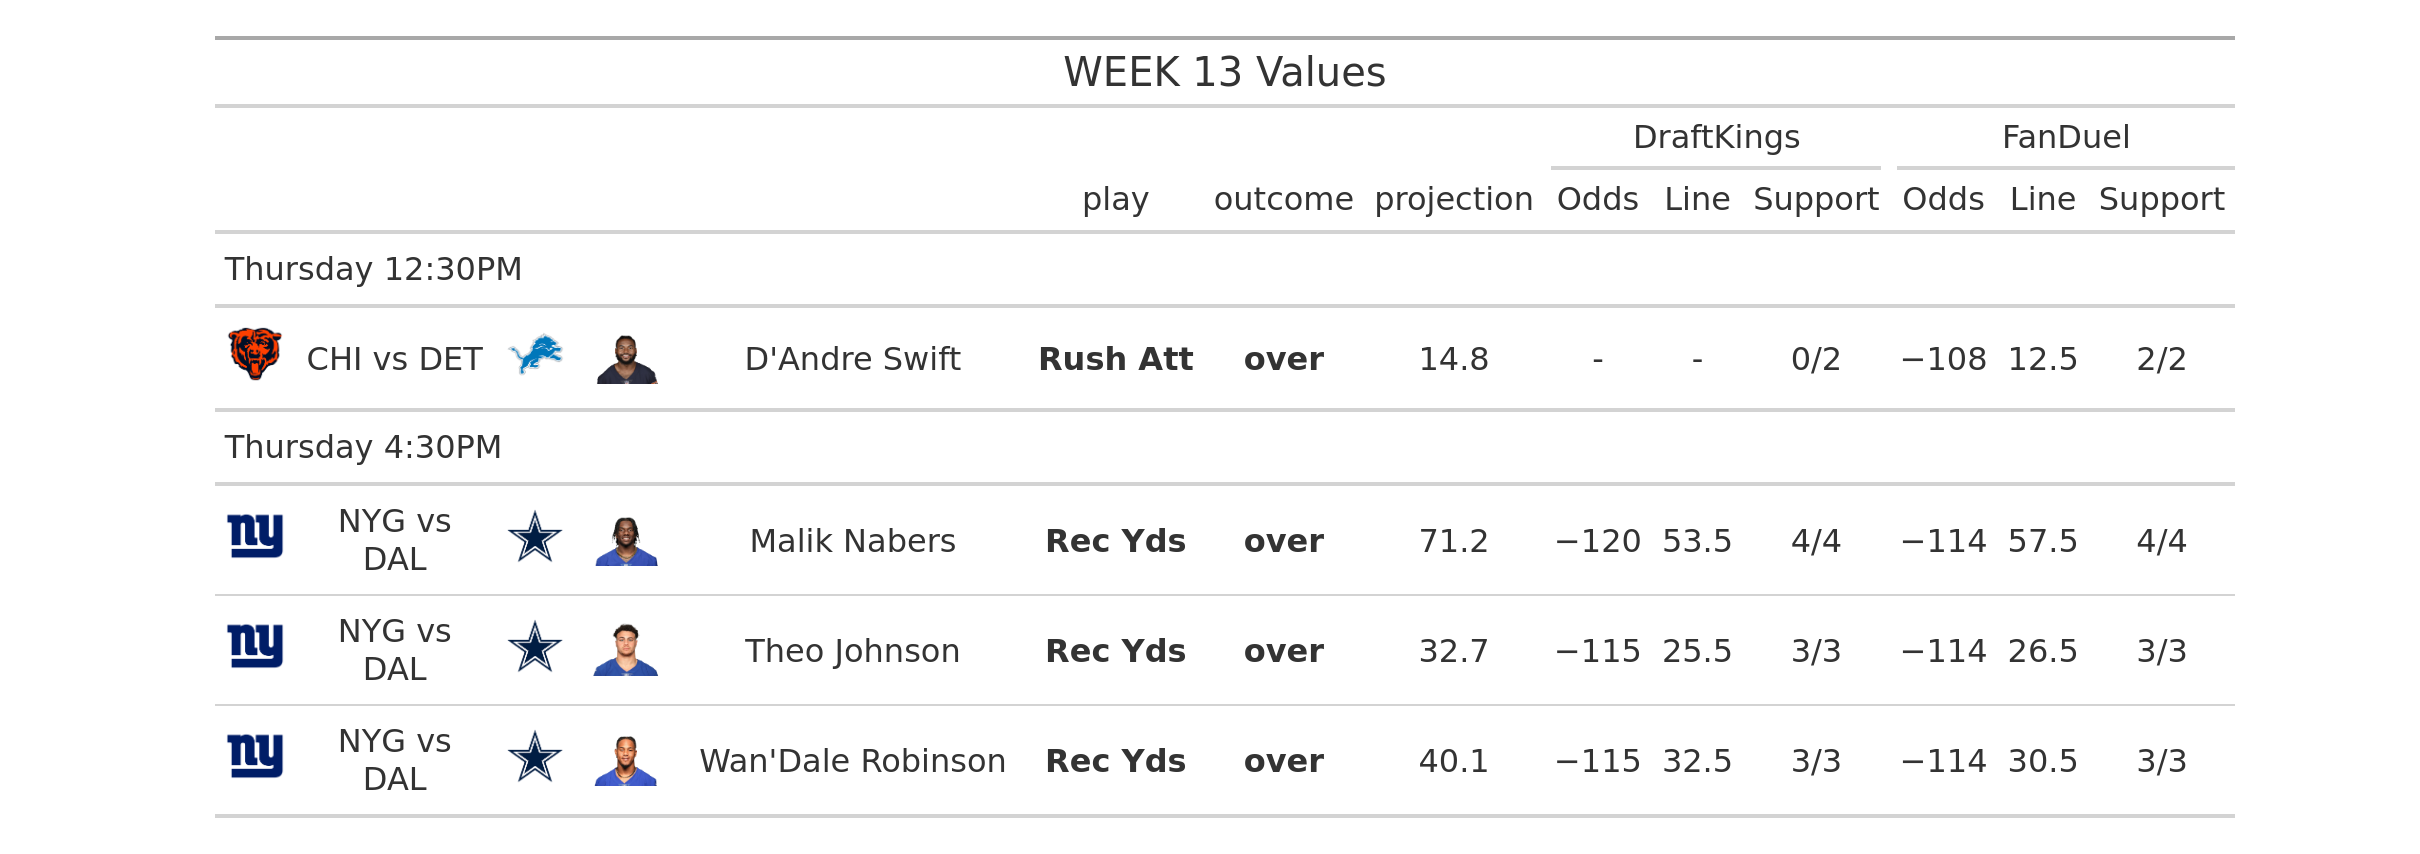 WEEK 13 Values
DraftKings FanDuel
play outcome projection Odds Line Support Odds Line Support
Thursday 12:30PM
CHI vs DET D'Andre Swift Rush Att over 14.8 - - 0/2 −108 12.5 2/2
Thursday 4:30PM
ny NYG vs DAL Malik Nabers Rec Yds over 71.2 −120 53.5 4/4 −114 57.5 4/4
ny NYG vs DAL Theo Johnson Rec Yds over 32.7 −115 25.5 3/3 −114 26.5 3/3
ny NYG vs DAL Wan'Dale Robinson Rec Yds over 40.1 −115 32.5 3/3 −114 30.5 3/3